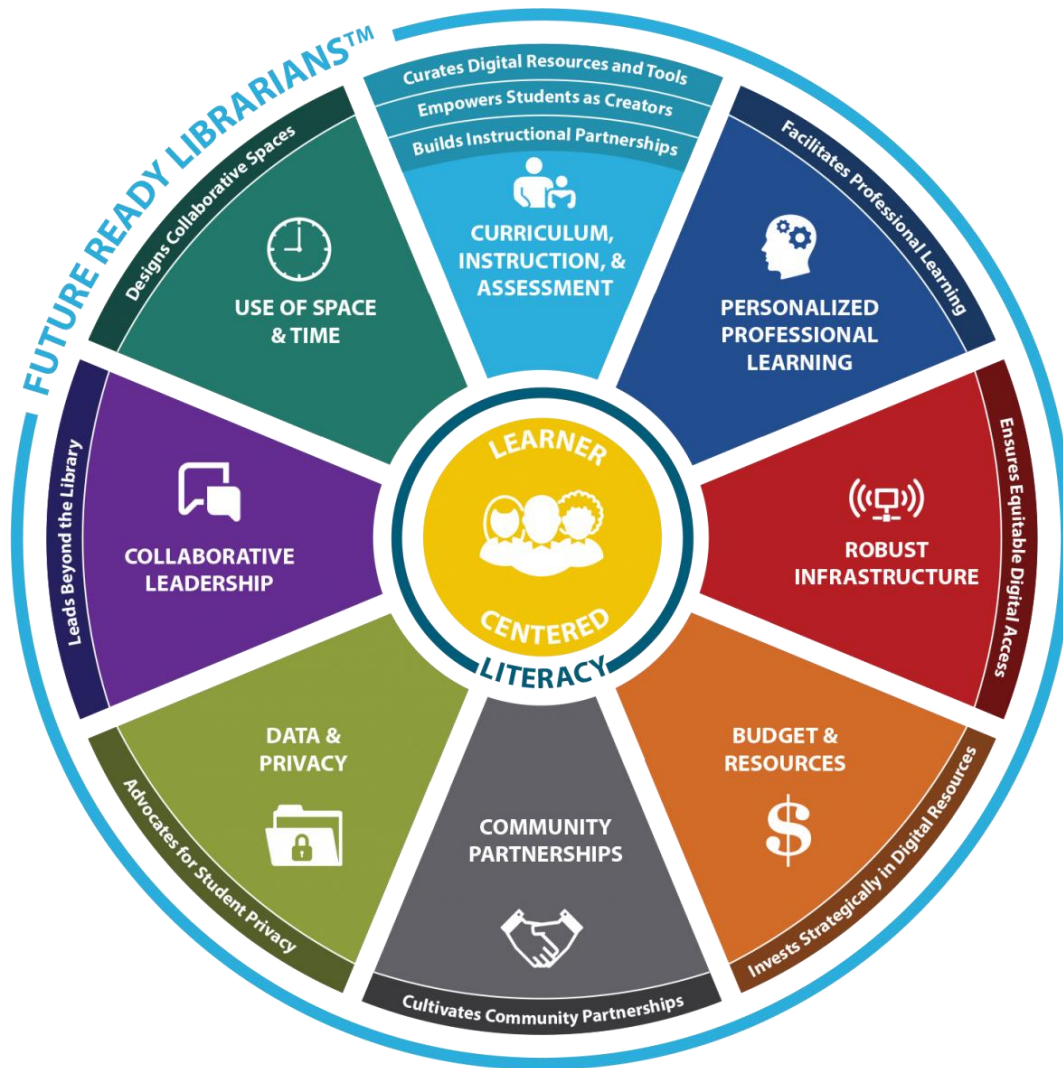 FUTURE READY LIBRARIANS™
Curates Digital Resources and Tools
Empowers Students as Creators
Builds Instructional Partnerships
CURRICULUM,
INSTRUCTION, &
ASSESSMENT
Facilitates Professional Learning
PERSONALIZED
PROFESSIONAL
LEARNING
Ensures Equitable Digital Access
ROBUST
INFRASTRUCTURE
Invests Strategically in Digital Resources
BUDGET &
RESOURCES
$
COMMUNITY
PARTNERSHIPS
Cultivates Community Partnerships
DATA &
PRIVACY
Advocates for Student Privacy
COLLABORATIVE
LEADERSHIP
Leads Beyond the Library
USE OF SPACE
& TIME
Designs Collaborative Spaces
LEARNER
CENTERED
LITERACY